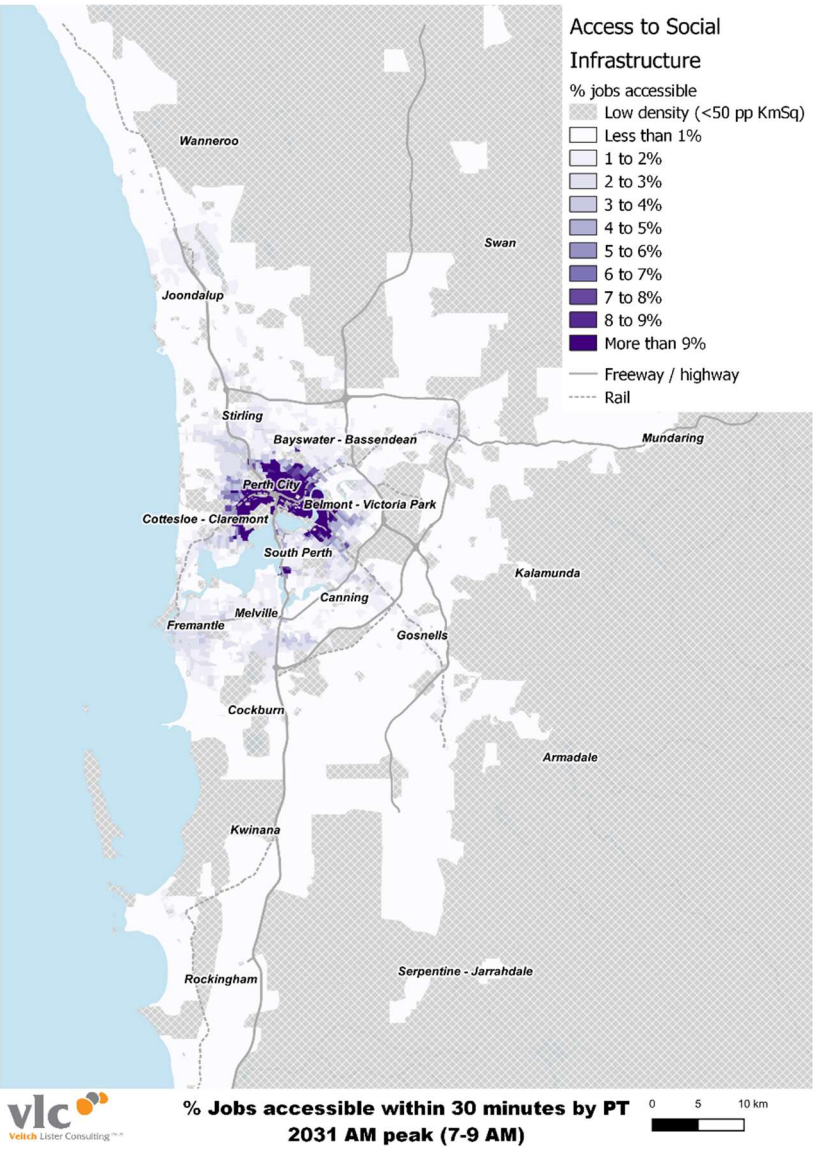 Access to Social
Infrastructure
% jobs accessible
Low density (<50 pp KmSq)
Less than 1%
1 to 2%
2 to 3%
3 to 4%
4 to 5%
5 to 6%
6 to 7%
7 to 8%
8 to 9%
More than 9%
Freeway / highway
Rail
Wanneroo
Swan
Joondalup
Stirling
Bayswater - Bassendean
Mundaring
Perth City
Belmont - Victoria Park
Cottesloe - Claremont
South Perth
Kalamunda
Canning
Melville
Fremantle
Gosnells
Cockburn
Armadale
Kwinana
Serpentine - Jarrahdale
Rockingham
vlc
Veitch Lister Consulting
% Jobs accessible within 30 minutes by PT
2031 AM peak (7-9 AM)
0 5 10 km